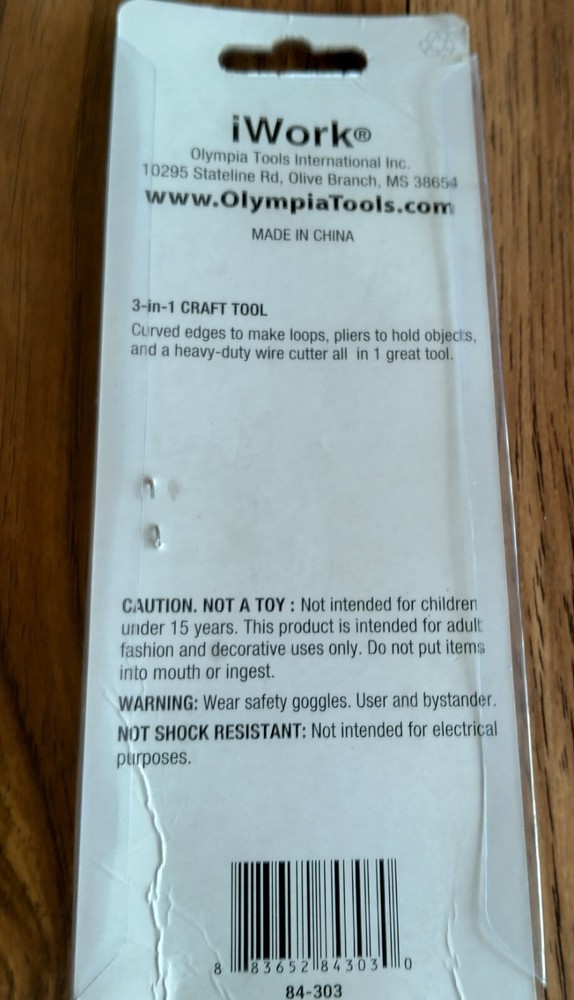 iWork®
Olympia Tools International Inc.
10295 Stateline Rd, Olive Branch, MS 38654
www.OlympiaTools.com
MADE IN CHINA
3-in-1 CRAFT TOOL
Curved edges to make loops, pliers to hold objects,
and a heavy-duty wire cutter all in 1 great tool.
CAUTION. NOT A TOY : Not intended for children
under 15 years. This product is intended for adult
fashion and decorative uses only. Do not put items
into mouth or ingest.
WARNING: Wear safety goggles. User and bystander.
NOT SHOCK RESISTANT: Not intended for electrical
purposes.
8 83652 84303 0
84-303